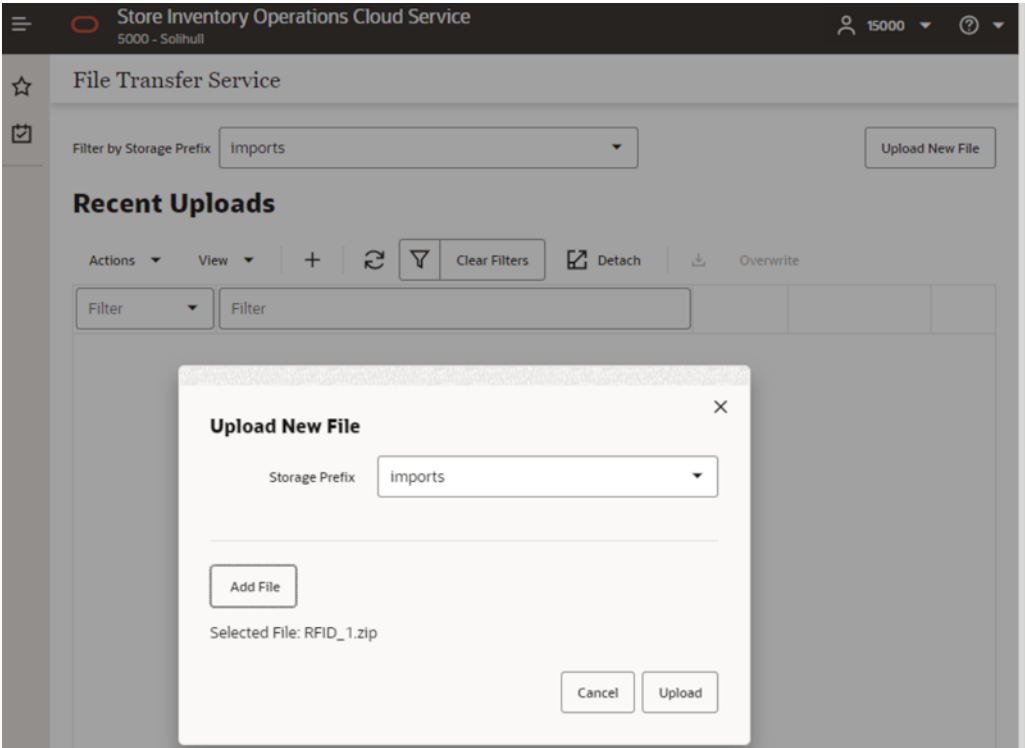 Store Inventory Operations Cloud Service
5000 - Solihull
15000
File Transfer Service
Filter by Storage Prefix imports Upload New File
Recent Uploads
Actions View Clear Filters Detach Overwrite
Filter Filter
Upload New File
Storage Prefix imports
Add File
Selected File: RFID_1.zip
Cancel Upload